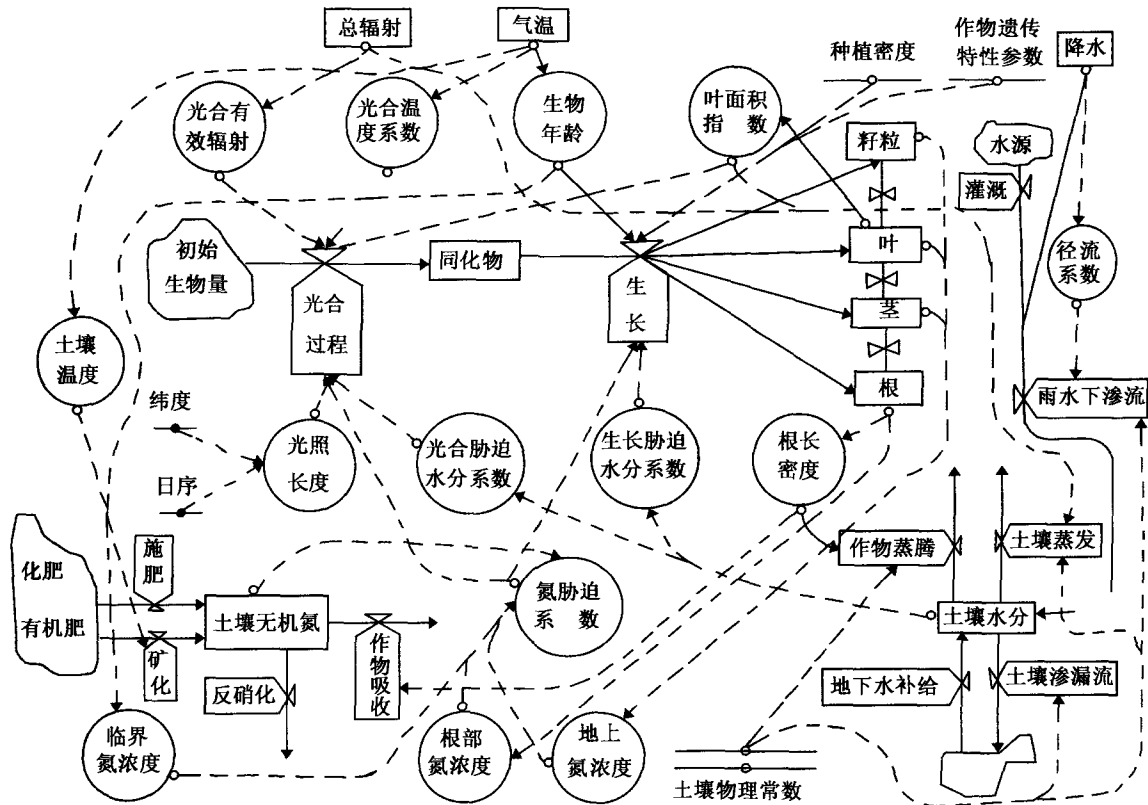 总辐射
气温
种植密度
作物遗传
特性参数
降水
光合有
效辐射
光合温
度系数
生物
年龄
叶面积
指 数
籽粒
水源
灌溉
初始
生物量
同化物
叶
径流
系数
光合
过程
生
长
茎
土壤
温度
根
雨水下渗流
纬度
光照
长度
光合胁迫
水分系数
生长胁迫
水分系数
根长
密度
日序
施
肥
作物蒸腾
土壤蒸发
化肥
有机肥
土壤无机氮
氮胁迫
系 数
土壤水分
矿
化
作
物
吸
收
反硝化
地下水补给
土壤渗漏流
临界
氮浓度
根部
氮浓度
地上
氮浓度
土壤物理常数